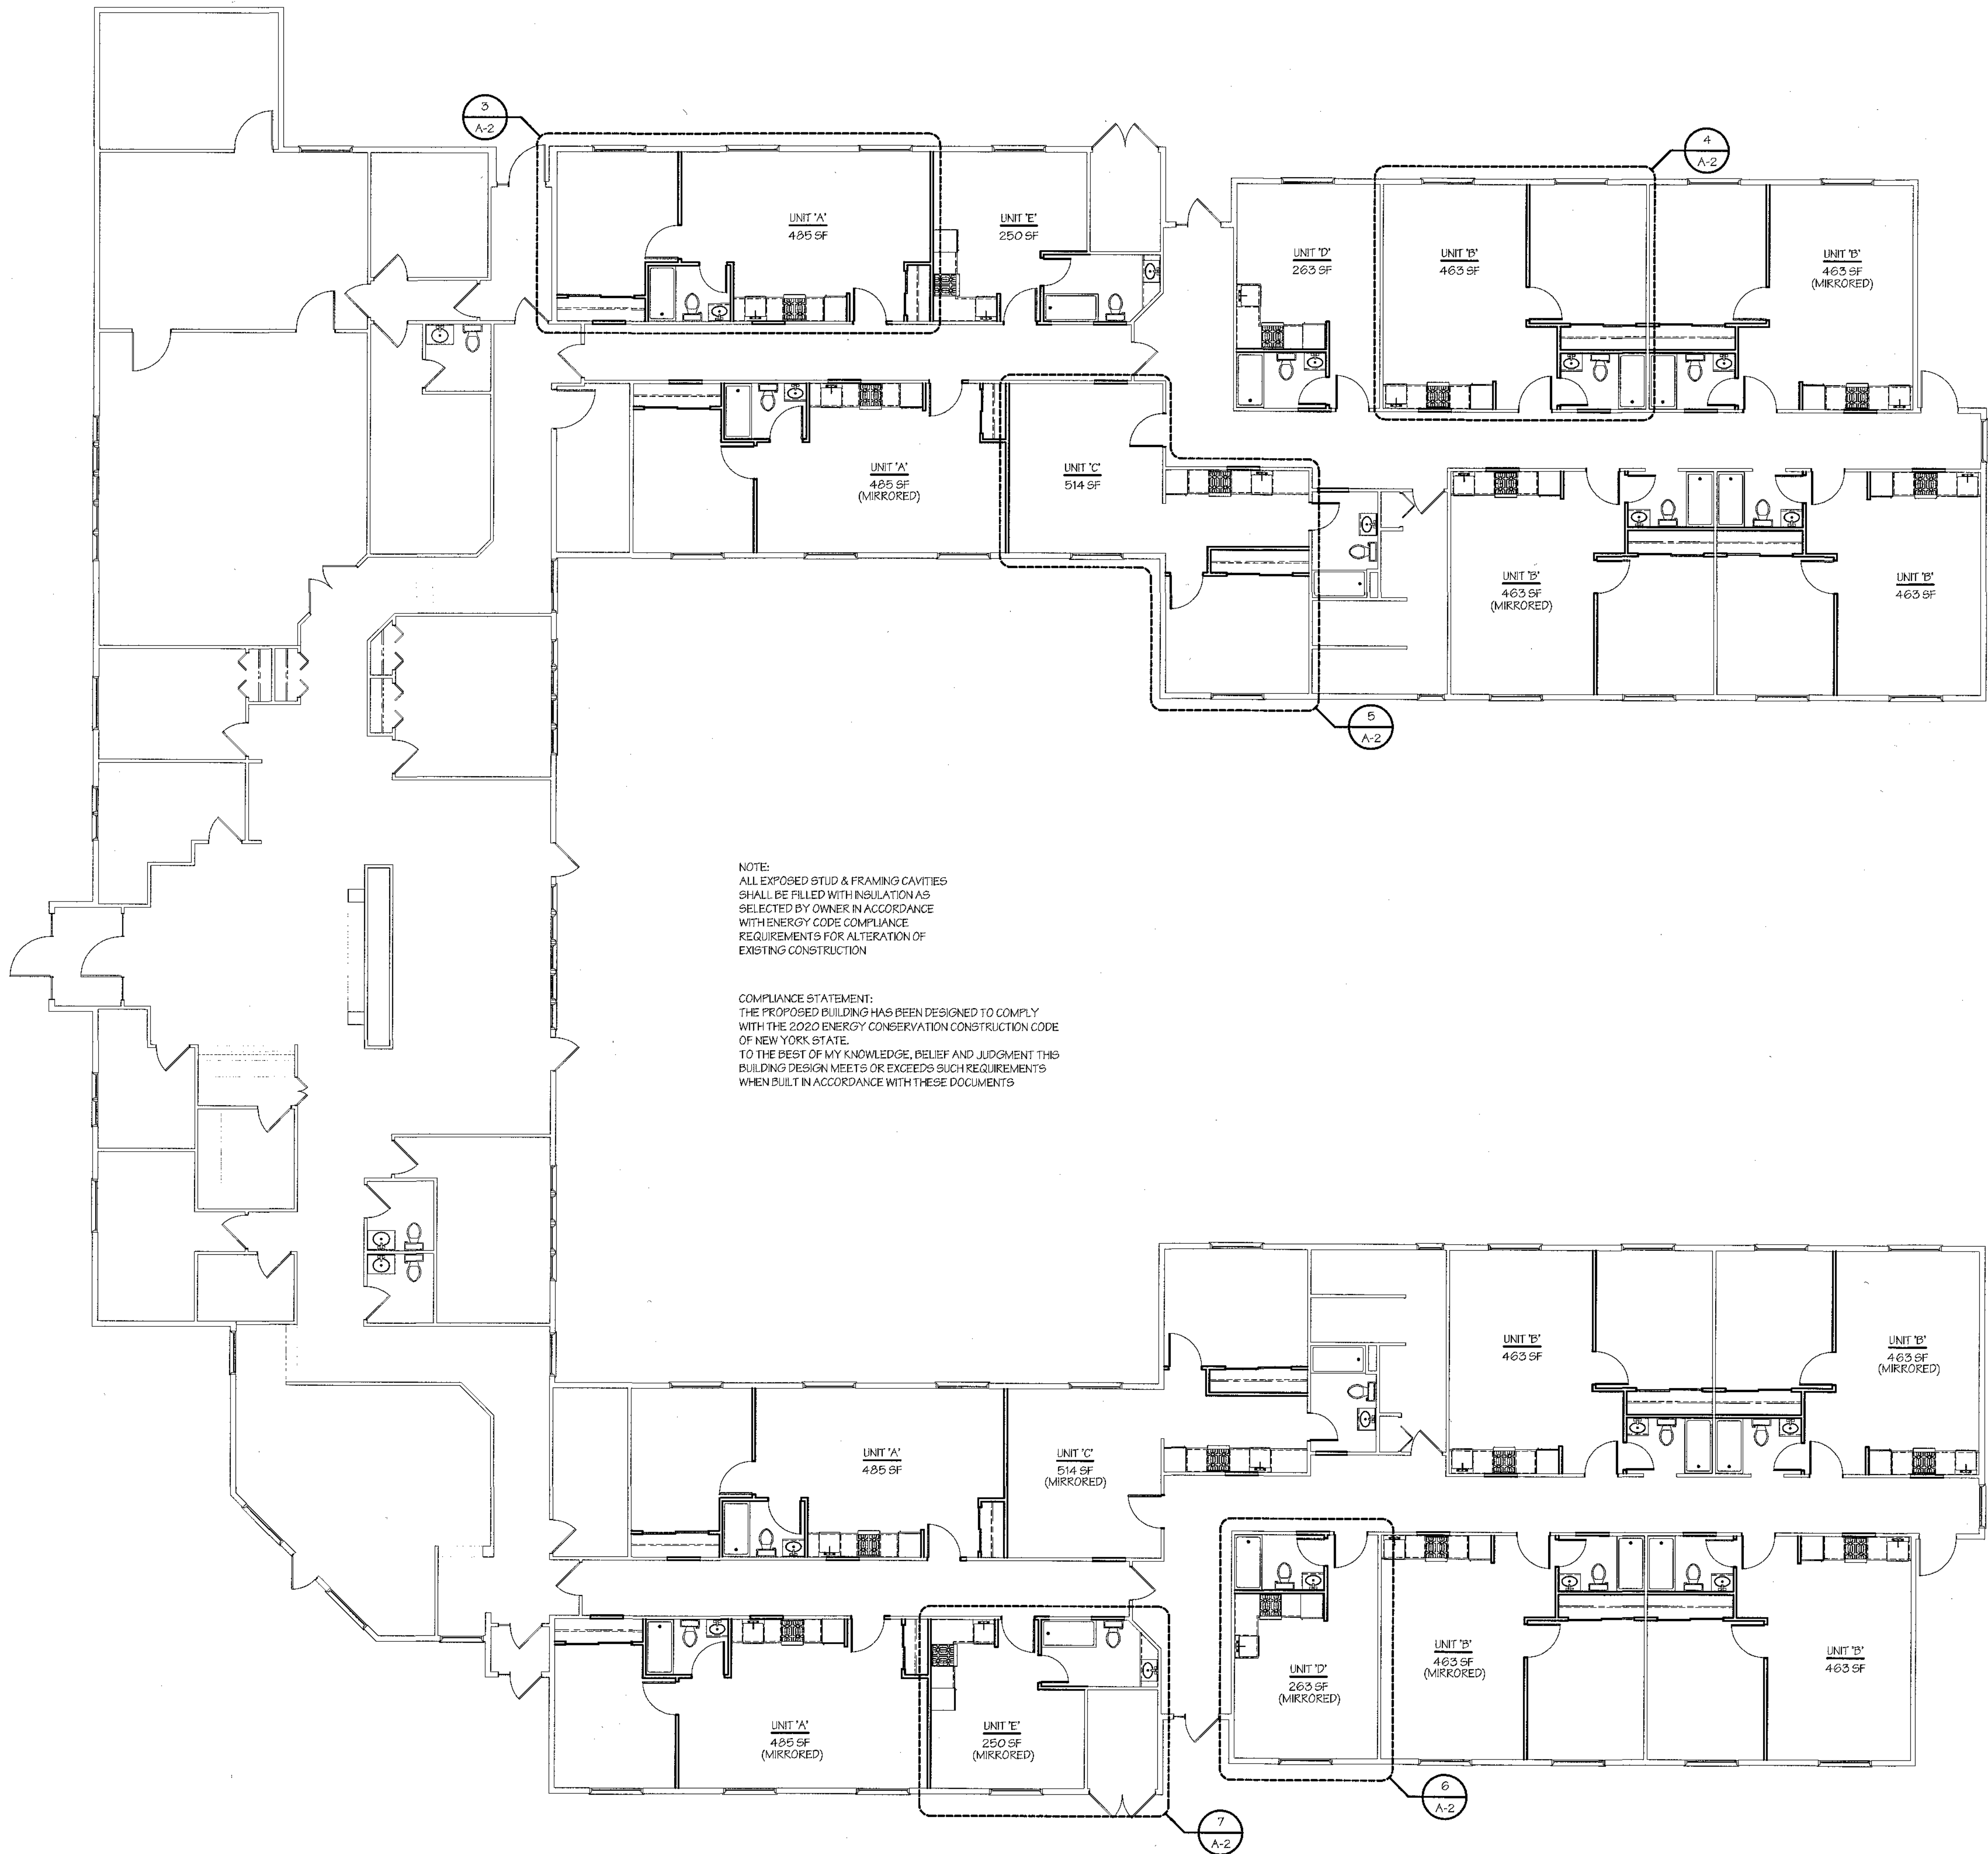 3
A-2
4
A-2
UNIT 'A'
485 SF
UNIT 'E'
250 SF
UNIT 'D'
263 SF
UNIT 'B'
463 SF
UNIT 'B'
463 SF
(MIRRORED)
UNIT 'A'
485 SF
(MIRRORED)
UNIT 'C'
514 SF
UNIT 'B'
463 SF
(MIRRORED)
UNIT 'B'
463 SF
5
A-2
NOTE:
ALL EXPOSED STUD & FRAMING CAVITIES
SHALL BE FILLED WITH INSULATION AS
SELECTED BY OWNER IN ACCORDANCE
WITH ENERGY CODE COMPLIANCE
REQUIREMENTS FOR ALTERATION OF
EXISTING CONSTRUCTION
COMPLIANCE STATEMENT:
THE PROPOSED BUILDING HAS BEEN DESIGNED TO COMPLY
WITH THE 2020 ENERGY CONSERVATION CONSTRUCTION CODE
OF NEW YORK STATE.
TO THE BEST OF MY KNOWLEDGE, BELIEF AND JUDGMENT THIS
BUILDING DESIGN MEETS OR EXCEEDS SUCH REQUIREMENTS
WHEN BUILT IN ACCORDANCE WITH THESE DOCUMENTS
UNIT 'B'
463 SF
UNIT 'B'
463 SF
(MIRRORED)
UNIT 'A'
485 SF
UNIT 'C'
514 SF
(MIRRORED)
UNIT 'B'
463 SF
(MIRRORED)
UNIT 'B'
463 SF
UNIT 'D'
263 SF
(MIRRORED)
UNIT 'A'
485 SF
(MIRRORED)
UNIT 'E'
250 SF
(MIRRORED)
6
A-2
7
A-2